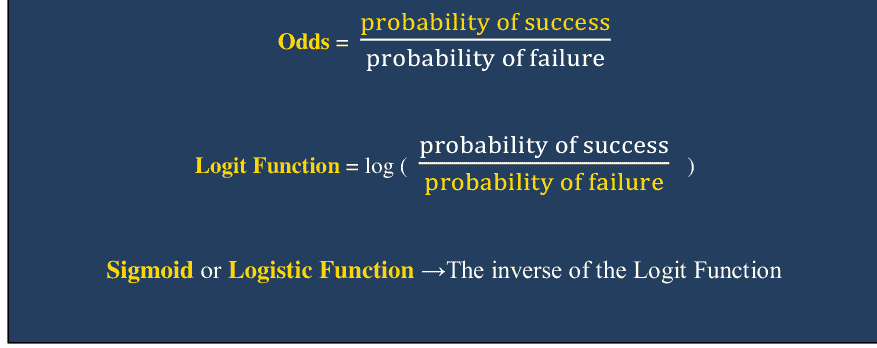 Odds = probability of success / probability of failure
Logit Function = log ( probability of success / probability of failure )
Sigmoid or Logistic Function →The inverse of the Logit Function